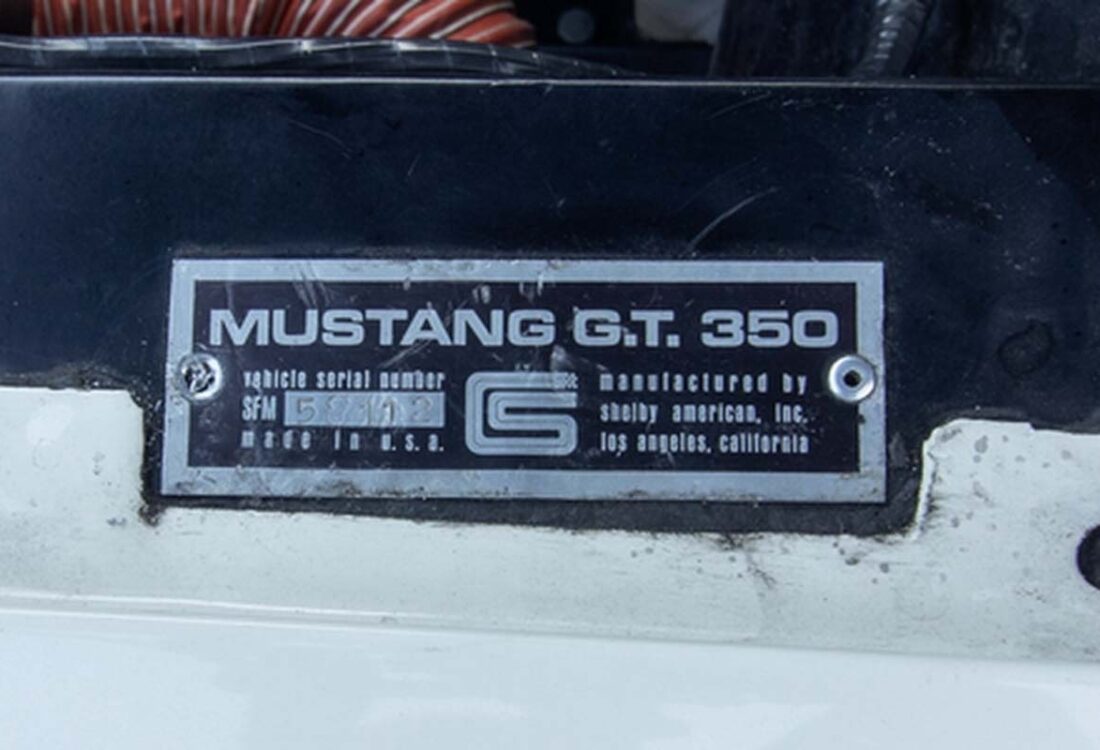 MUSTANG G.T. 350
vehicle serial number
SFM
made in u.s.a.
manufactured by
shelby american, inc.
los angeles, california